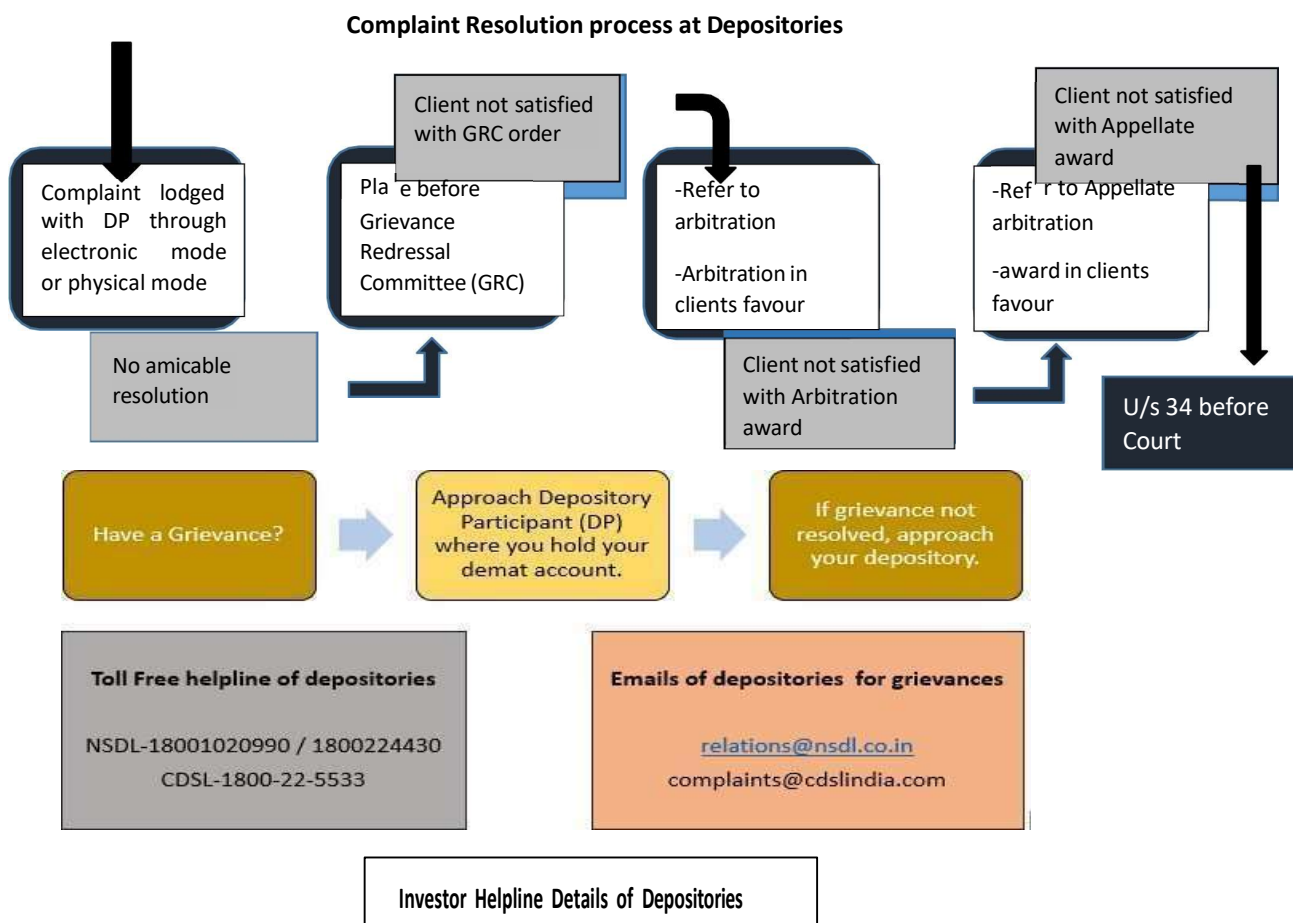 Complaint Resolution process at Depositories
Client not satisfied
with GRC order
Client not satisfied
with Appellate
award
Complaint lodged
with DP through
electronic mode
or physical mode
Pla e before
Grievance
Redressal
Committee (GRC)
-Refer to
arbitration
-Arbitration in
clients favour
-Ref r to Appellate
arbitration
-award in clients
favour
No amicable
resolution
Client not satisfied
with Arbitration
award
U/s 34 before
Court
Have a Grievance?
Approach Depository
Participant (DP)
where you hold your
demat account.
If grievance not
resolved, approach
your depository.
Toll Free helpline of depositories
NSDL-18001020990 / 1800224430
CDSL-1800-22-5533
Emails of depositories for grievances
relations@nsdl.co.in
complaints@cdslindia.com
Investor Helpline Details of Depositories